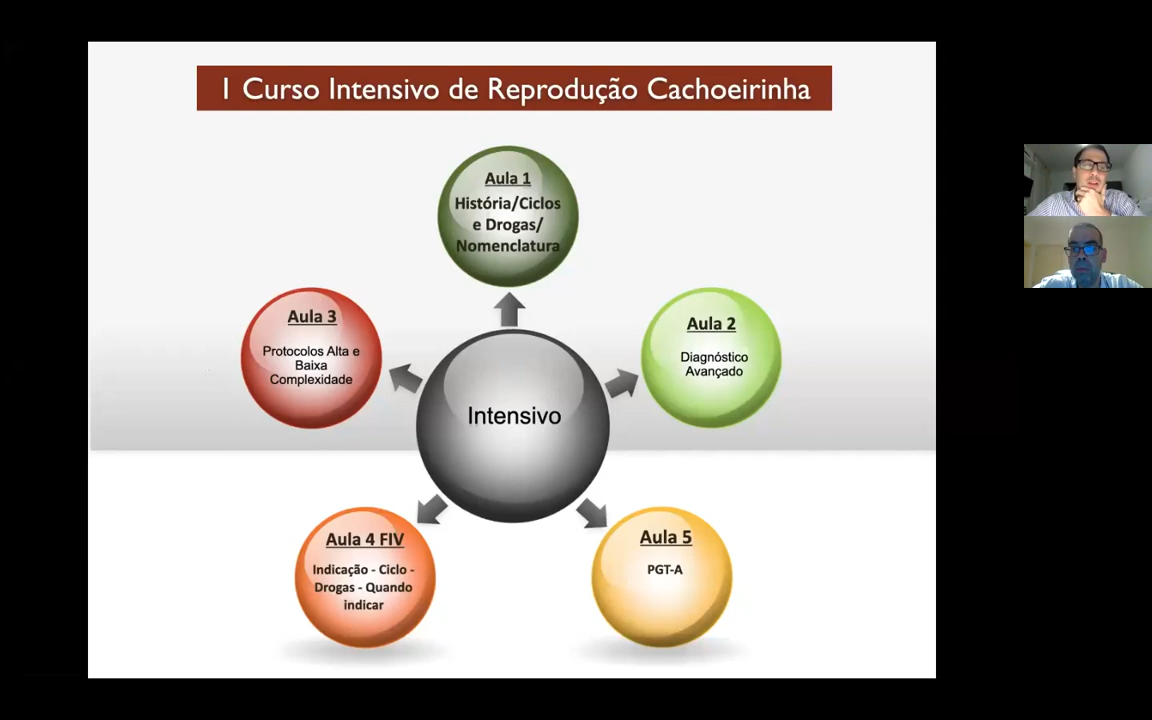 1 Curso Intensivo de Reprodução Cachoeirinha
Aula 1
História/Ciclos
e Drogas/
Nomenclatura
Aula 3
Protocolos Alta e
Baixa
Complexidade
Aula 2
Diagnóstico
Avançado
Intensivo
Aula 4 FIV
Indicação - Ciclo -
Drogas - Quando
indicar
Aula 5
PGT-A